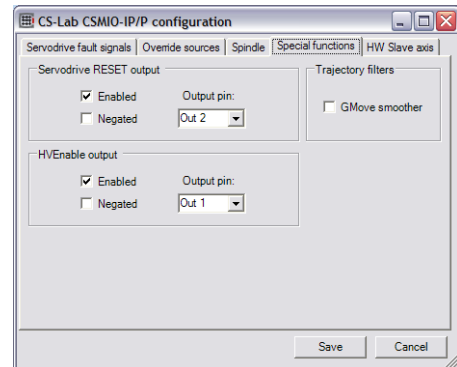 CS-Lab CSMIO-IP/P configuration
Servodrive fault signals Override sources Spindle Special functions HW Slave axis
Servodrive RESET output
Enabled Output pin:
Negated Out 2
Trajectory filters
GMove smoother
HVEnable output
Enabled Output pin:
Negated Out 1
Save Cancel